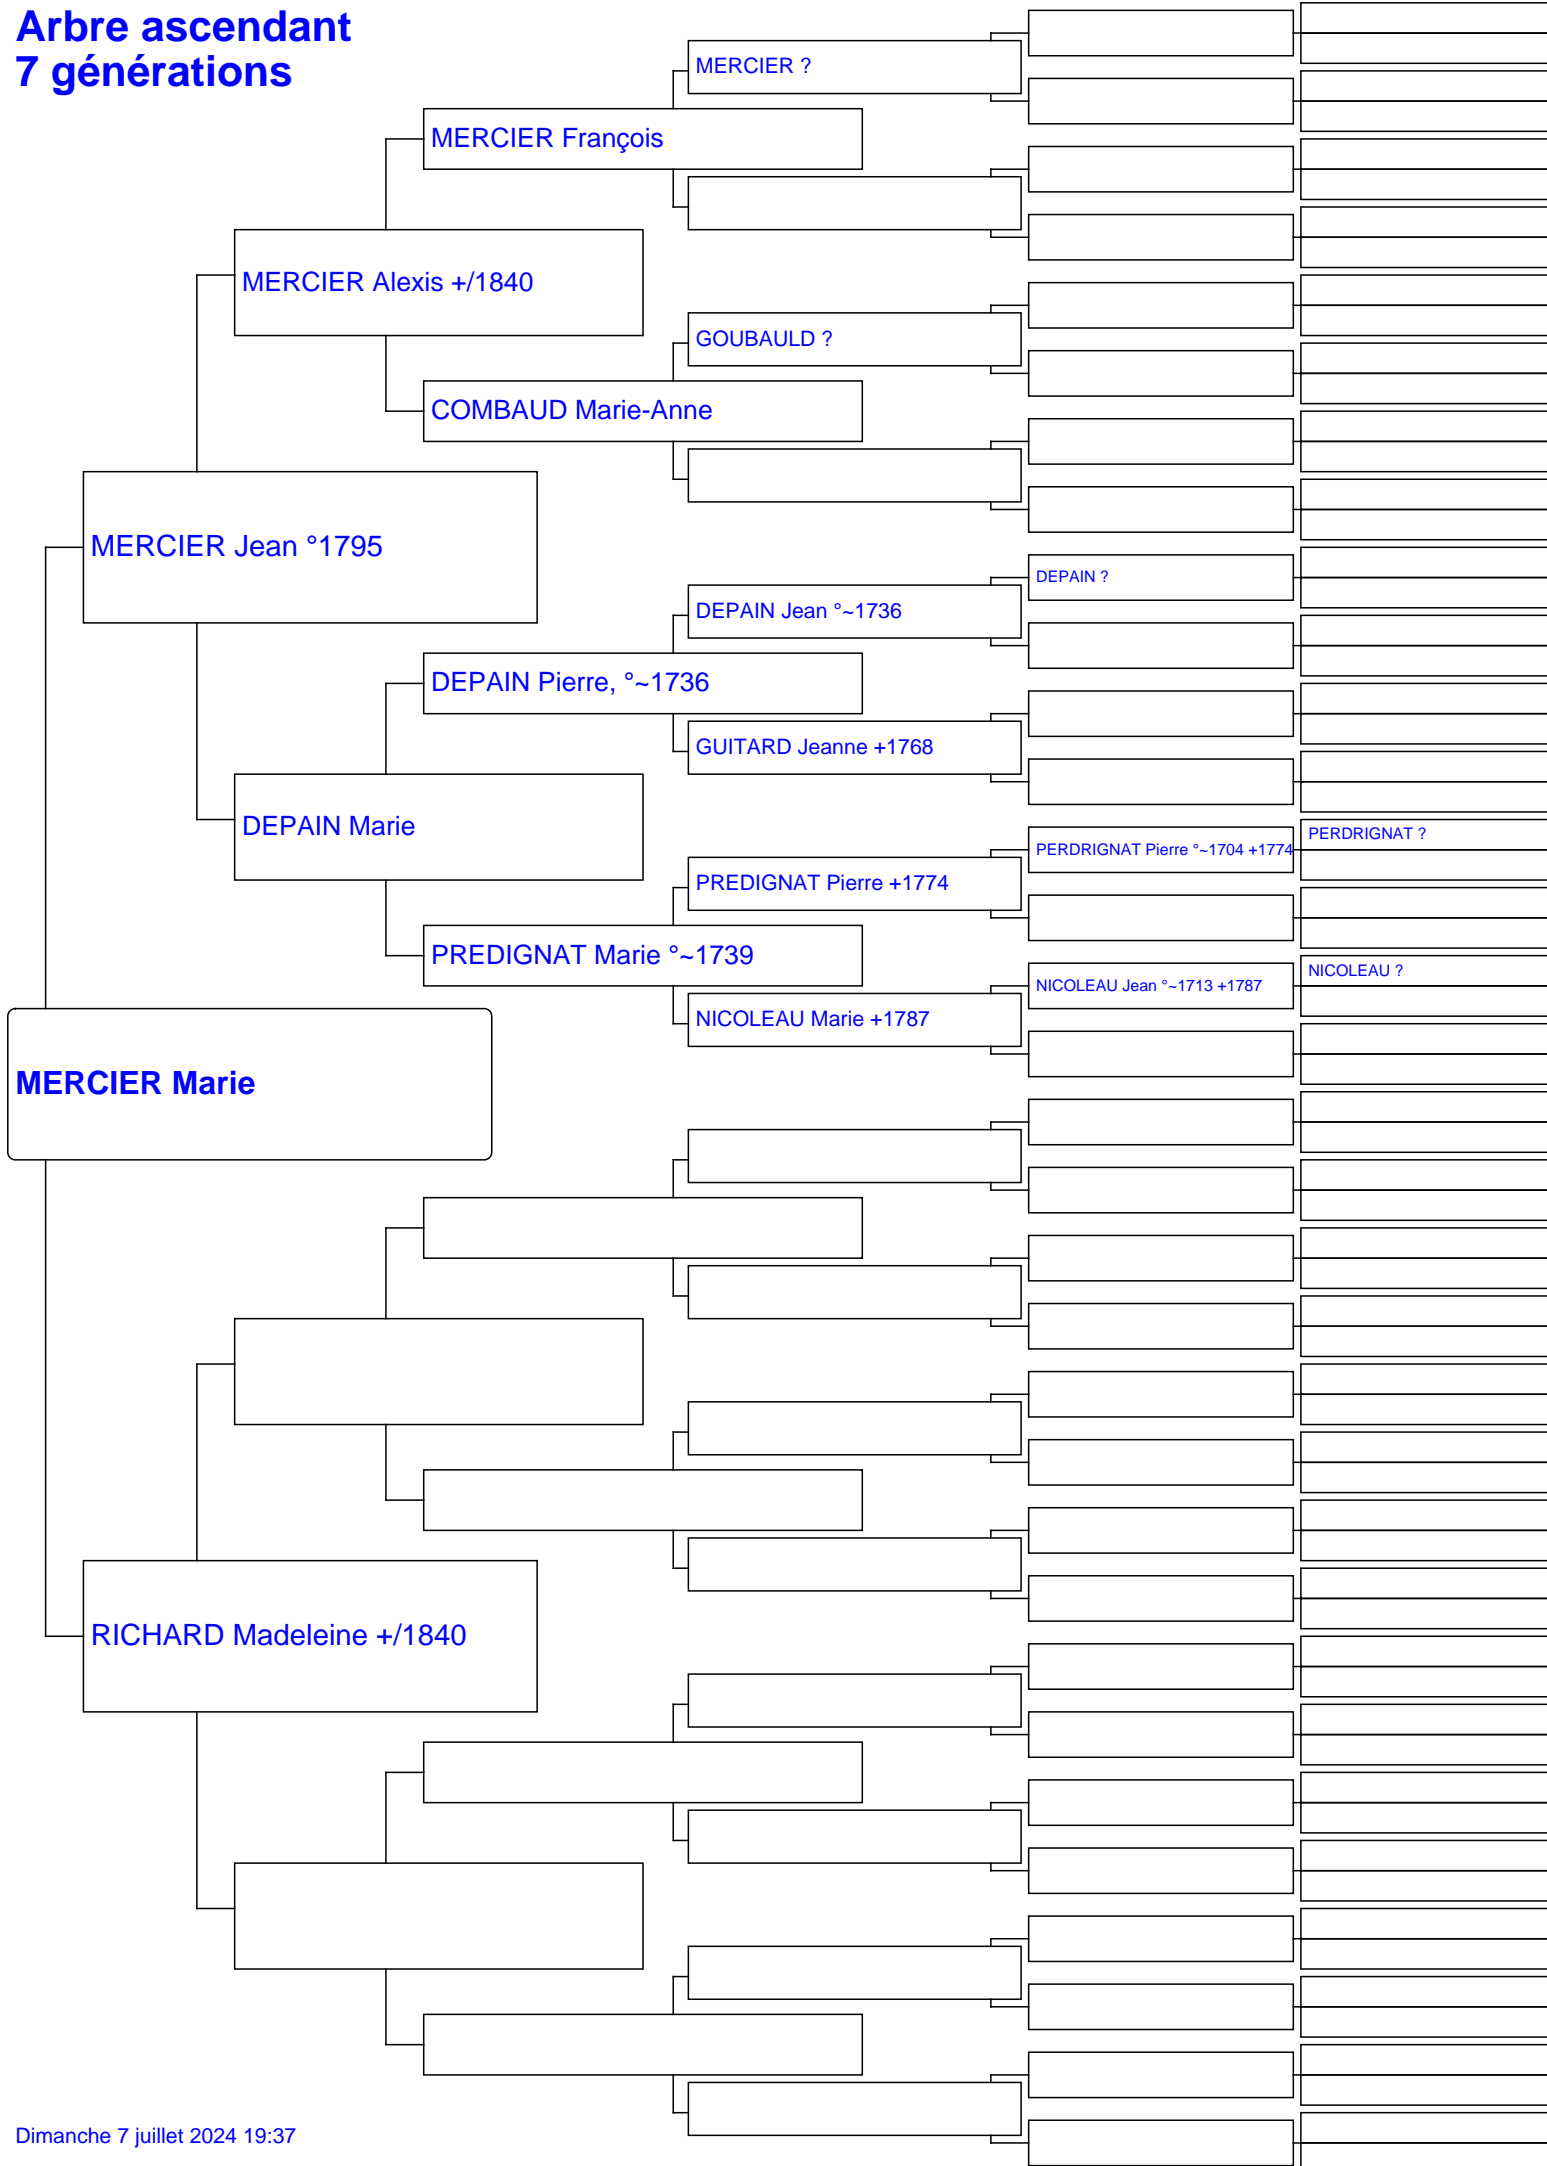 Arbre ascendant
7 générations
MERCIER ?
MERCIER François
MERCIER Alexis +/1840
GOUBAULD ?
COMBAUD Marie-Anne
MERCIER Jean °1795
DEPAIN ?
DEPAIN Jean °~1736
DEPAIN Pierre, °~1736
GUITARD Jeanne +1768
DEPAIN Marie
PERDRIGNAT ?
PERDRIGNAT Pierre °~1704 +1774
PREDIGNAT Pierre +1774
PREDIGNAT Marie °~1739
NICOLEAU ?
NICOLEAU Jean °~1713 +1787
NICOLEAU Marie +1787
MERCIER Marie
RICHARD Madeleine +/1840
Dimanche 7 juillet 2024 19:37